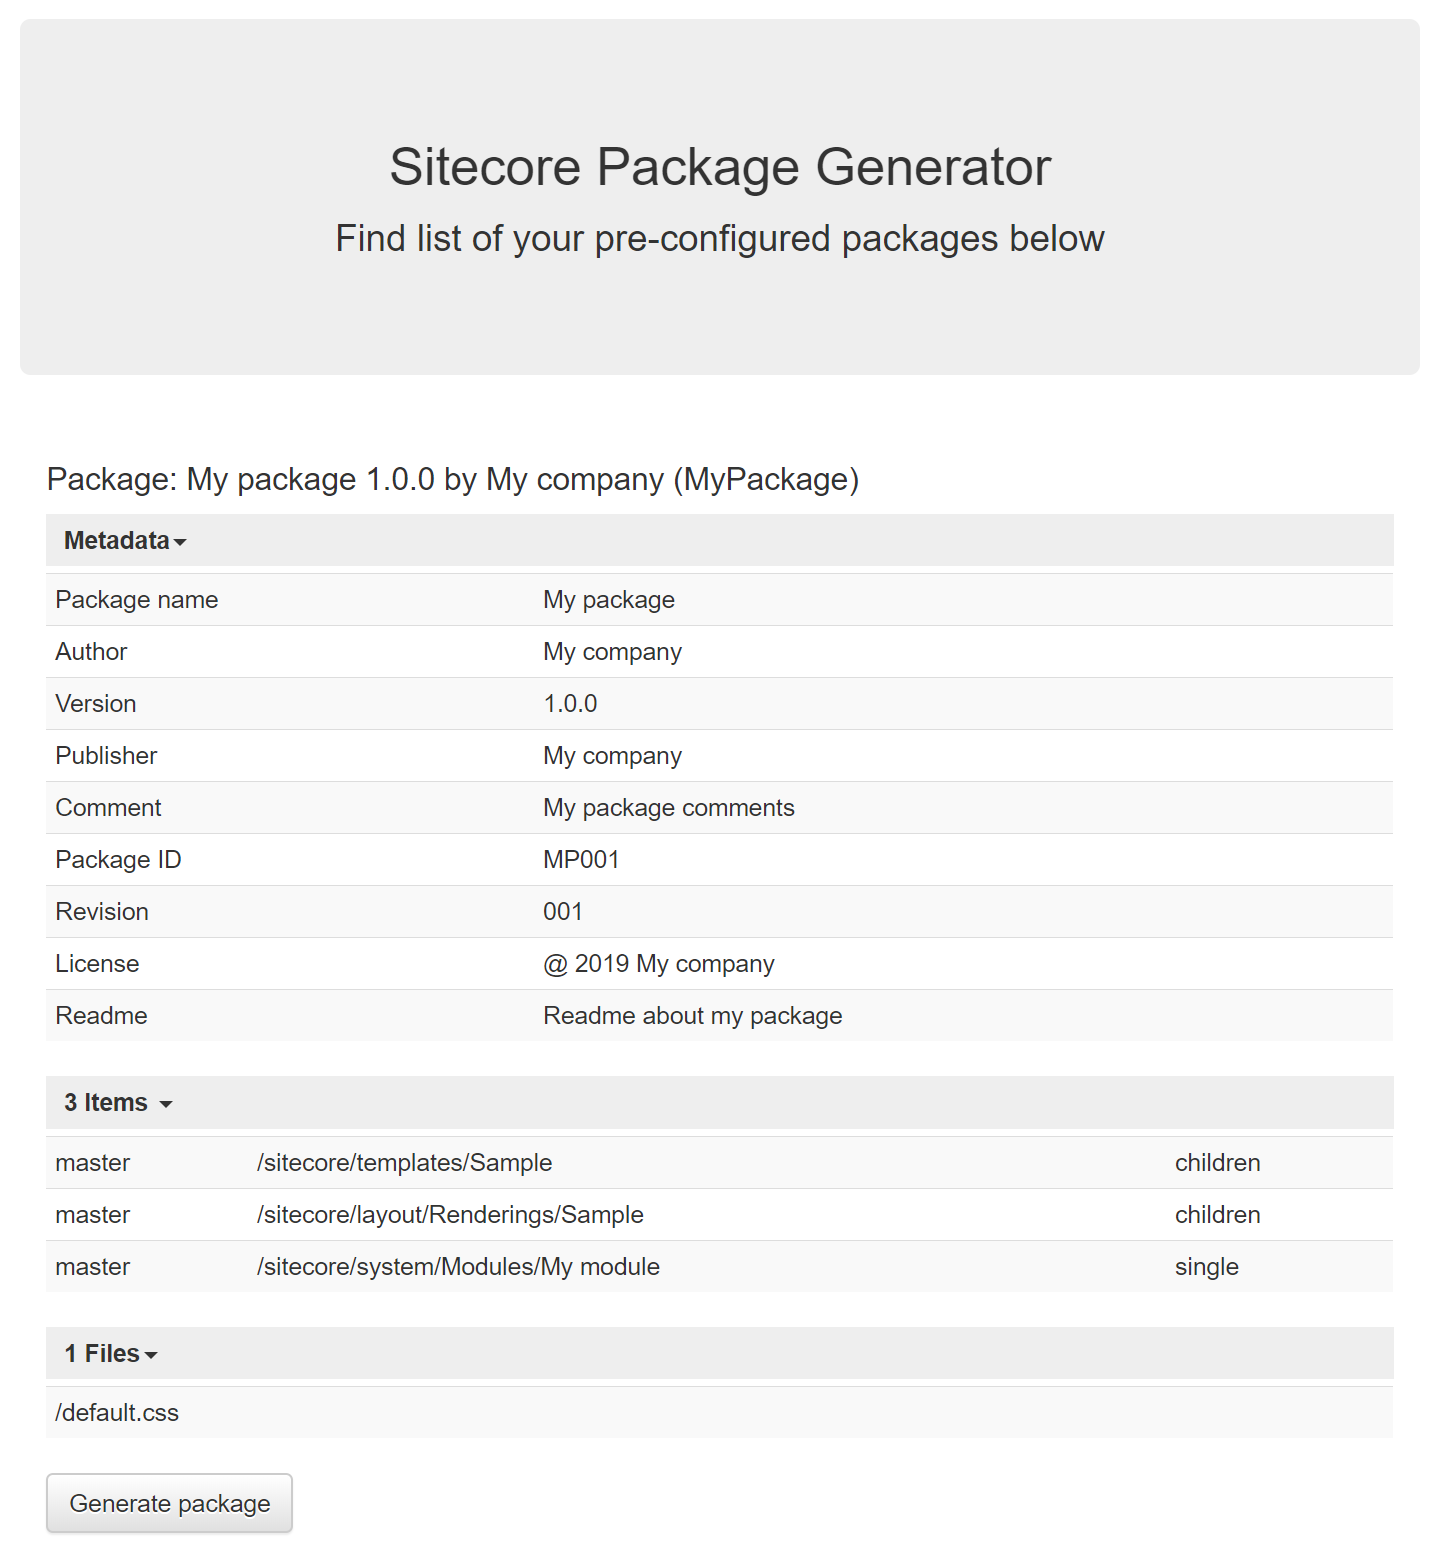 Sitecore Package Generator
Find list of your pre-configured packages below
Package: My package 1.0.0 by My company (MyPackage)
Metadata
Package name My package
Author My company
Version 1.0.0
Publisher My company
Comment My package comments
Package ID MP001
Revision 001
License @ 2019 My company
Readme Readme about my package
3 Items
master /sitecore/templates/Sample children
master /sitecore/layout/Renderings/Sample children
master /sitecore/system/Modules/My module single
1 Files
/default.css
Generate package